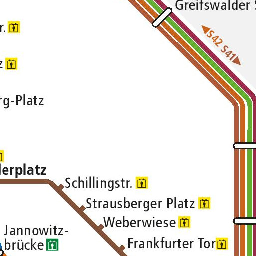 Greifswalder S
r.
S42 S41
z
rg-Platz
lerplatz
Schillingstr.
Strausberger Platz
Weberwiese
Jannowitz-
brücke
Frankfurter Tor